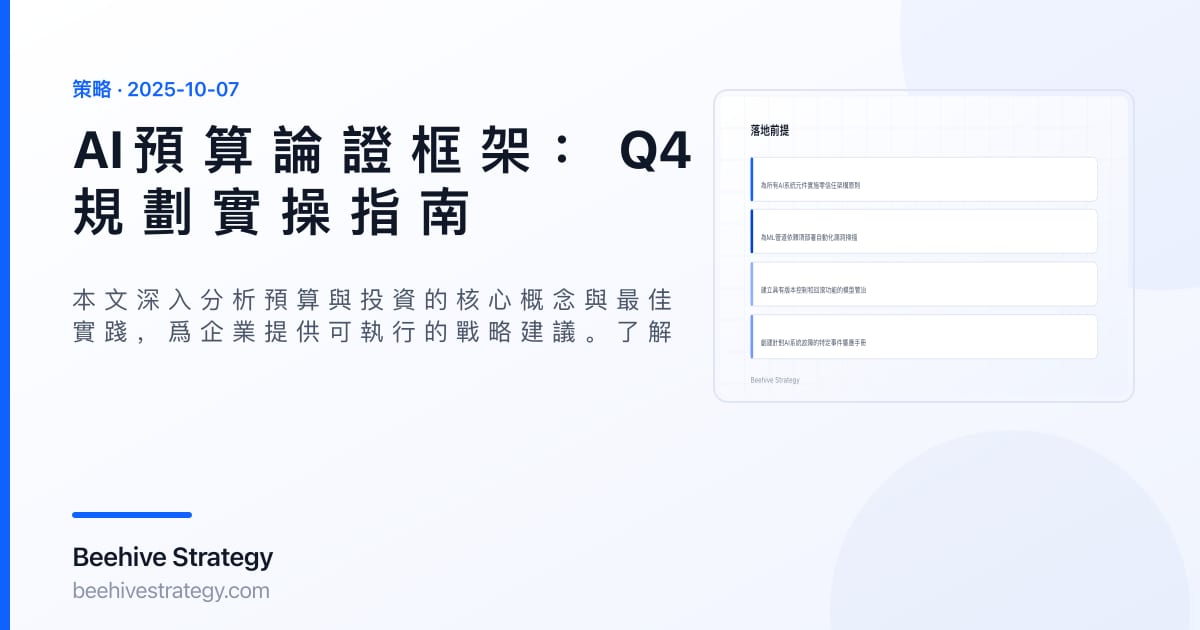 策略 · 2025-10-07
AI預算論證框架：Q4
規劃實操指南
本文深入分析預算與投資的核心概念與最佳
實踐，爲企業提供可執行的戰略建議。了解
落地前提
為所有AI系統元件實施零信任架構原則
為ML管道依賴項部署自動化漏洞掃描
建立具有版本控制和回滾功能的模型管治
創建針對AI系統故障的特定事件響應手冊
Beehive Strategy
Beehive Strategy
beehivestrategy.com